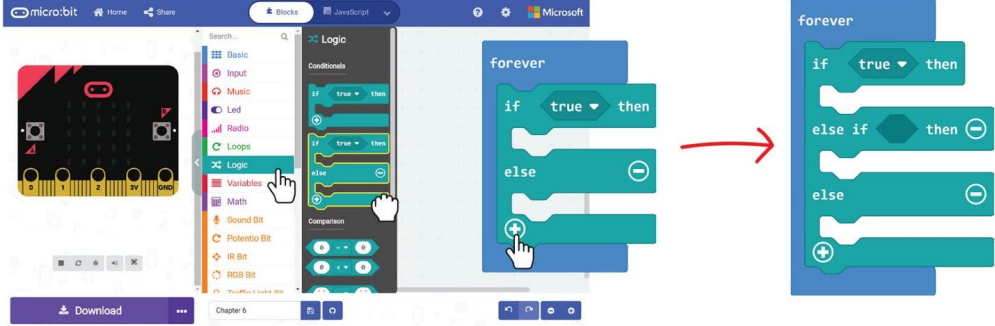 micro:bit Home Share Blocks JavaScript Microsoft
Search...
Basic
Input
Music
Led
Radio
Loops
Logic
Variables
Math
Sound Bit
Potentio Bit
IR Bit
RGB Bit
Traffic Light Bit
Logic
Conditionals
if true then
if true then
else
Comparison
0 = 0
0 < 0
0 1 2 3V GND
Download
Chapter 6
forever
if true then
else
forever
if true then
else if then
else